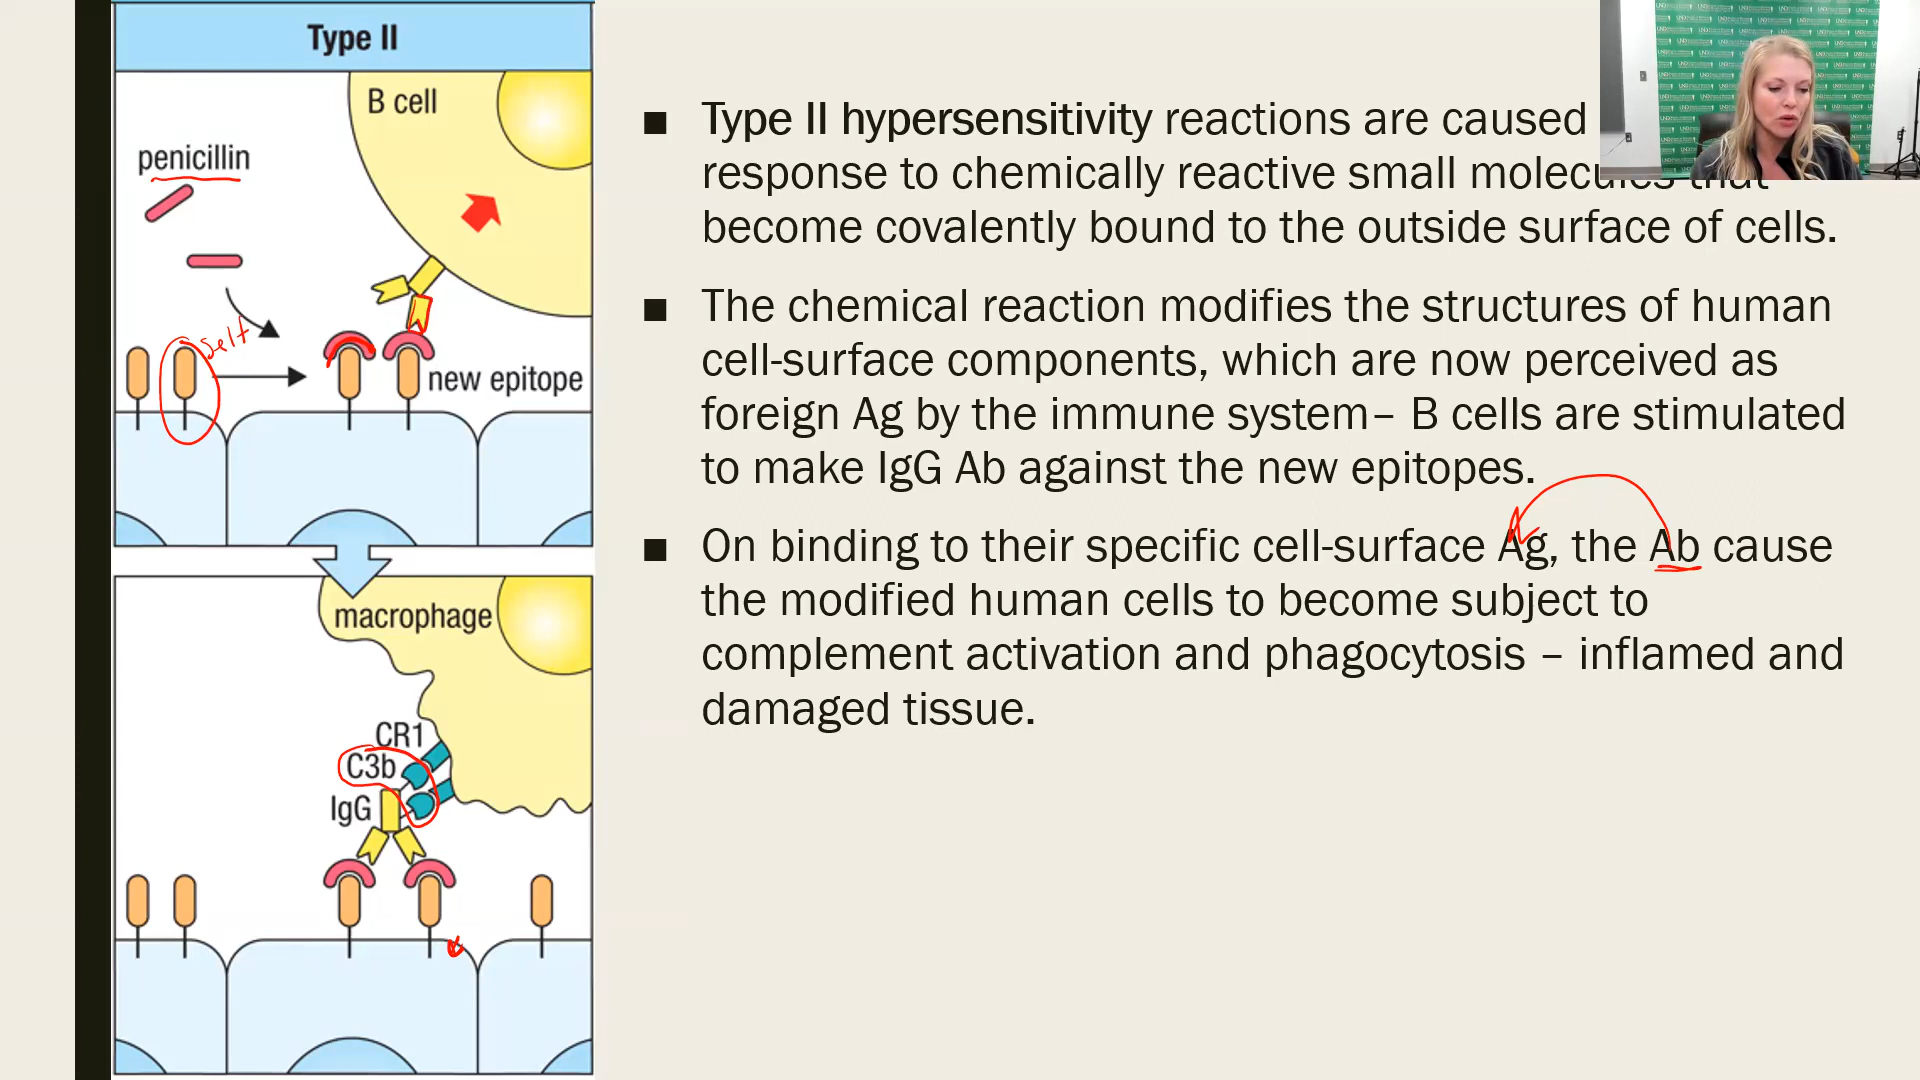 Type II
B cell
penicillin
self
new epitope
macrophage
CR1
C3b
IgG
■ Type II hypersensitivity reactions are caused
response to chemically reactive small molecules that
become covalently bound to the outside surface of cells.
■ The chemical reaction modifies the structures of human
cell-surface components, which are now perceived as
foreign Ag by the immune system– B cells are stimulated
to make IgG Ab against the new epitopes.
■ On binding to their specific cell-surface Ag, the Ab cause
the modified human cells to become subject to
complement activation and phagocytosis – inflamed and
damaged tissue.